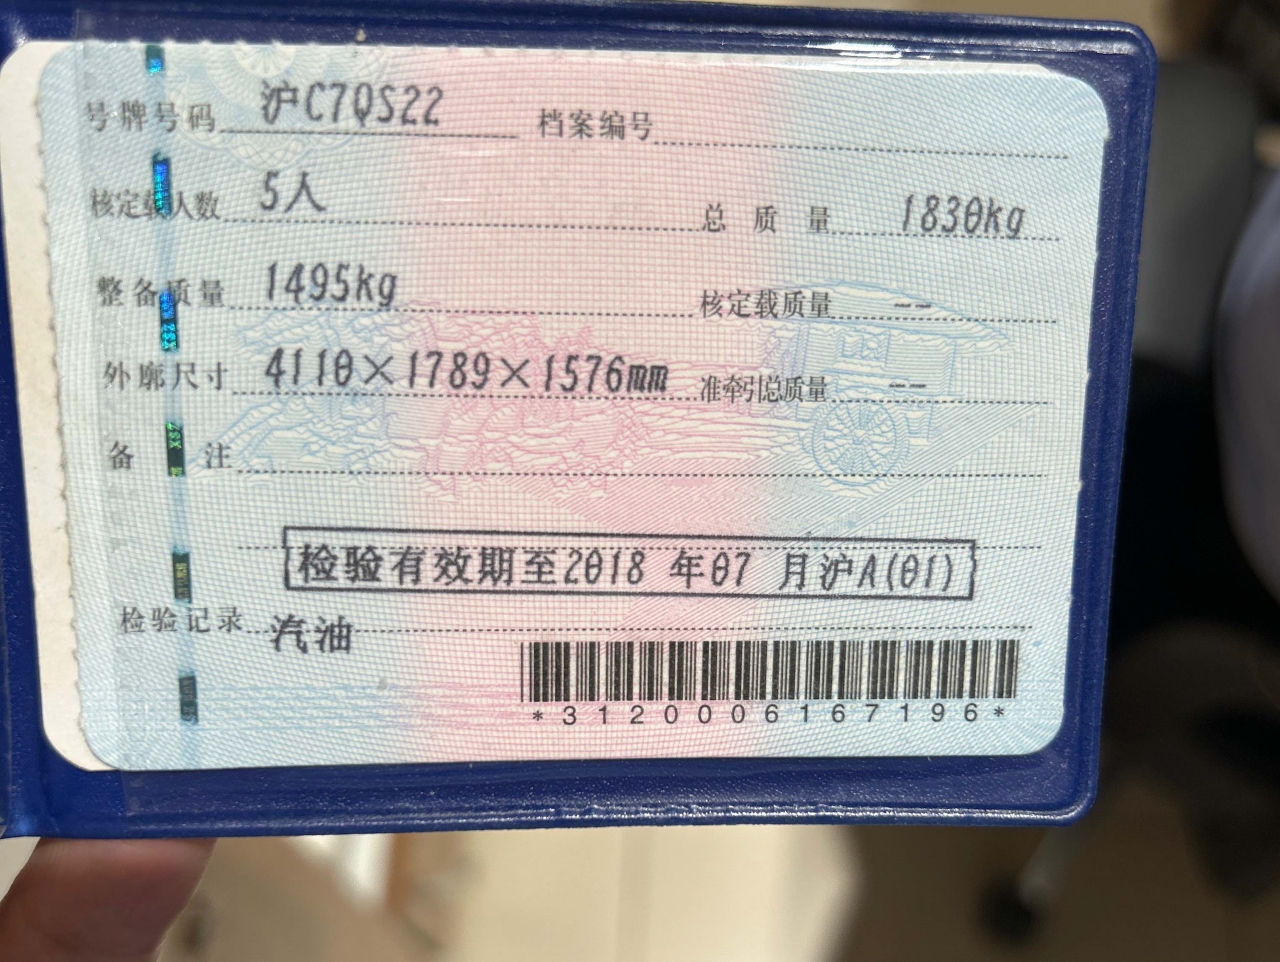 号牌号码 沪C7QS22 档案编号
核定载人数 5人 总质量 1830kg
整备质量 1495kg 核定载质量 --
外廓尺寸 4110×1789×1576mm 准牵引总质量 --
备注
检验有效期至2018 年07 月沪A(01)
检验记录 汽油
*3120006167196*